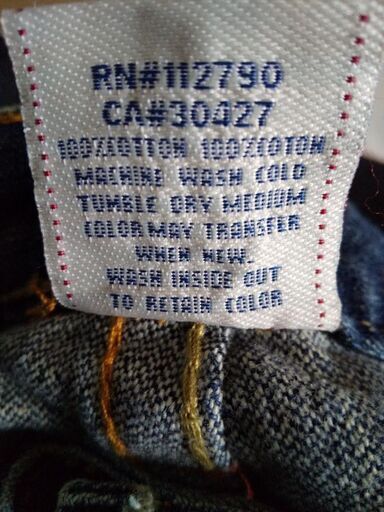 RN#112790
CA#30427
100%COTTON 100%COTON
MACHINE WASH COLD
TUMBLE DRY MEDIUM
COLOR MAY TRANSFER
WHEN NEW.
WASH INSIDE OUT
TO RETAIN COLOR